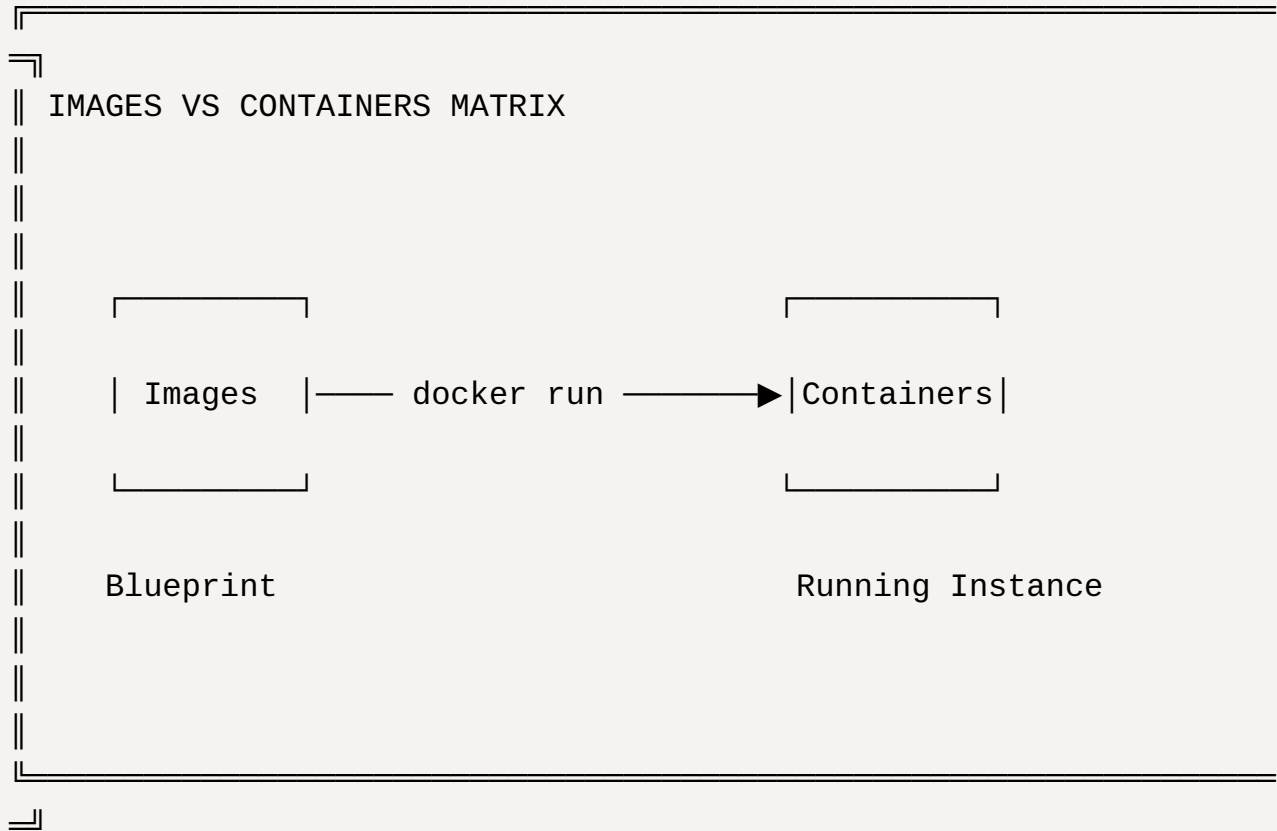 IMAGES VS CONTAINERS MATRIX
Images docker run Containers
Blueprint Running Instance